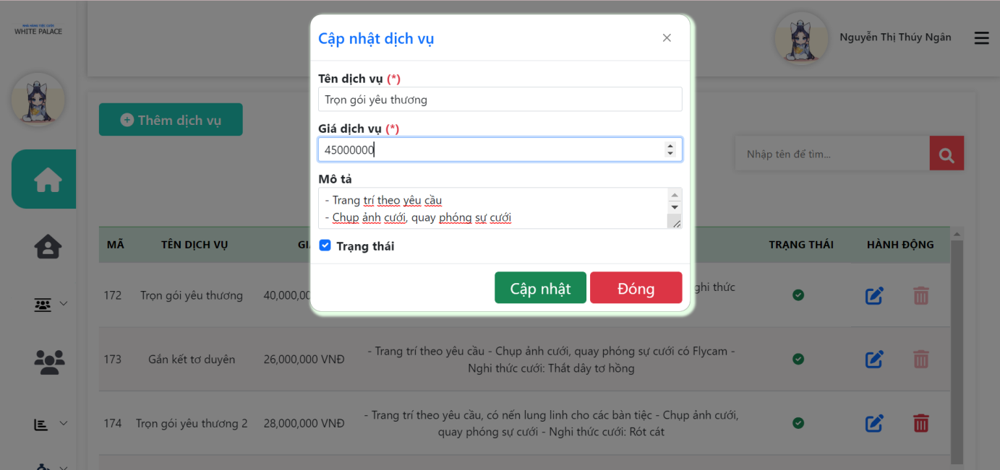 NHÀ HÀNG TIỆC CƯỚI
WHITE PALACE
Nguyễn Thị Thúy Ngân
Cập nhật dịch vụ
Tên dịch vụ (*)
Trọn gói yêu thương
Giá dịch vụ (*)
45000000
Mô tả
- Trang trí theo yêu cầu
- Chụp ảnh cưới, quay phóng sự cưới
Trạng thái
Cập nhật
Đóng
Thêm dịch vụ
Nhập tên để tìm...
MÃ TÊN DỊCH VỤ TRẠNG THÁI HÀNH ĐỘNG
172 Trọn gói yêu thương 40,000,00 ghi thức
173 Gắn kết tơ duyên 26,000,000 VNĐ - Trang trí theo yêu cầu - Chụp ảnh cưới, quay phóng sự cưới có Flycam -
Nghi thức cưới: Thắt dây tơ hồng
174 Trọn gói yêu thương 2 28,000,000 VNĐ - Trang trí theo yêu cầu, có nến lung linh cho các bàn tiệc - Chụp ảnh cưới,
quay phóng sự cưới - Nghi thức cưới: Rót cát